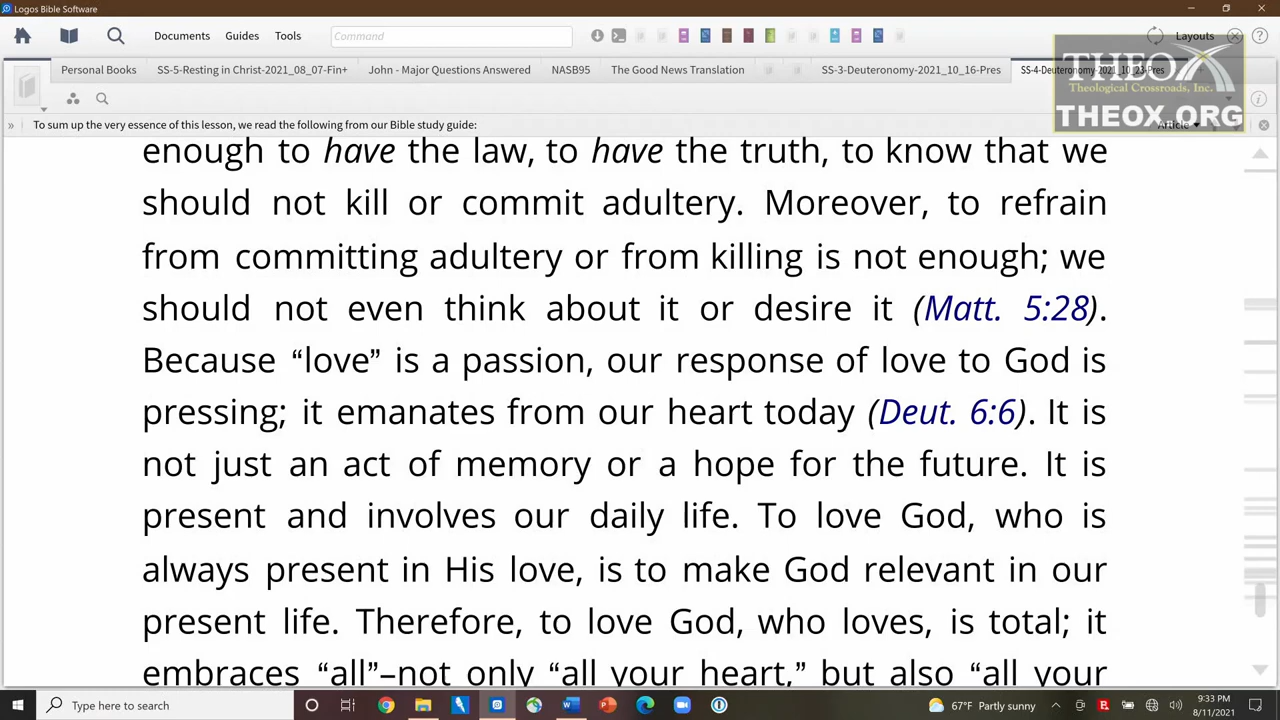 Logos Bible Software
Documents Guides Tools Command Layouts
Personal Books SS-5-Resting in Christ-2021_08_07-Fin+ Questions Answered NASB95 The Good News Translation SS-3-Deuteronomy-2021_10_16-Pres SS-4-Deuteronomy-2021_10_23-Pres
THEOX
Theological Crossroads, Inc.
THEOX.ORG
To sum up the very essence of this lesson, we read the following from our Bible study guide: Article
enough to have the law, to have the truth, to know that we
should not kill or commit adultery. Moreover, to refrain
from committing adultery or from killing is not enough; we
should not even think about it or desire it (Matt. 5:28).
Because “love” is a passion, our response of love to God is
pressing; it emanates from our heart today (Deut. 6:6). It is
not just an act of memory or a hope for the future. It is
present and involves our daily life. To love God, who is
always present in His love, is to make God relevant in our
present life. Therefore, to love God, who loves, is total; it
embraces “all”–not only “all your heart,” but also “all your
Type here to search 67°F Partly sunny 9:33 PM
8/11/2021